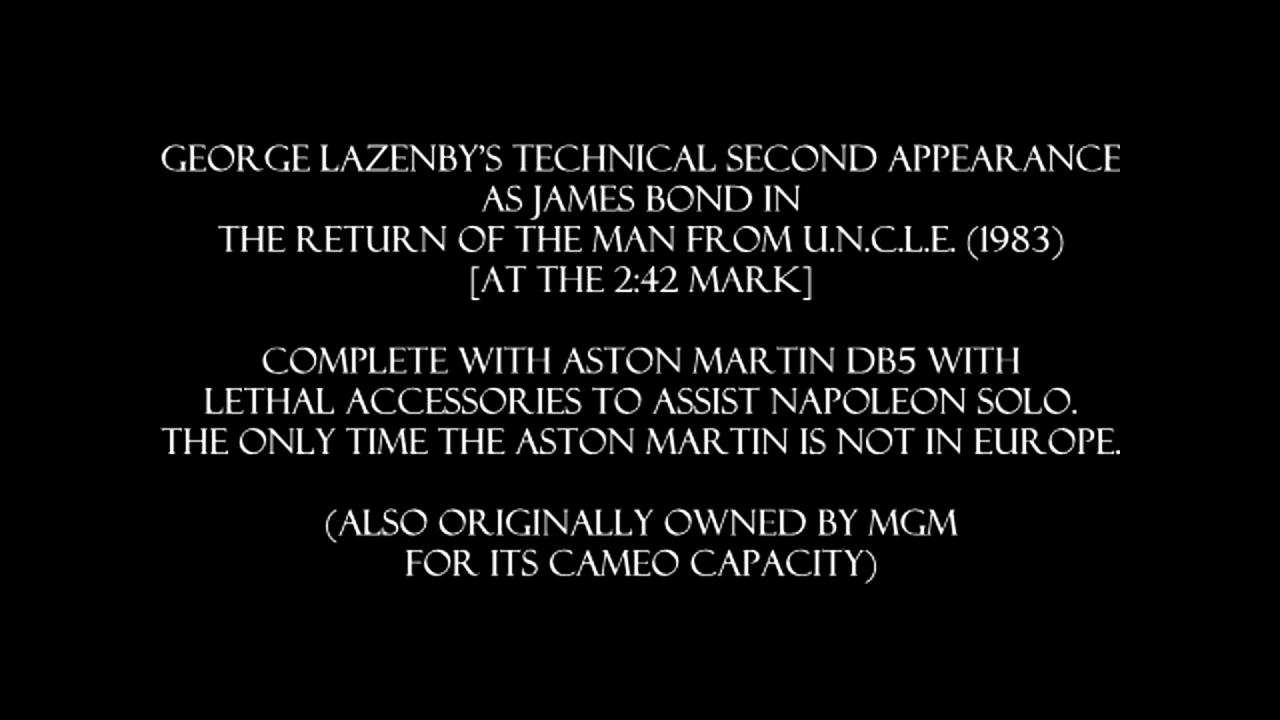 GEORGE LAZENBY'S TECHNICAL SECOND APPEARANCE
AS JAMES BOND IN
THE RETURN OF THE MAN FROM U.N.C.L.E. (1983)
[AT THE 2:42 MARK]
COMPLETE WITH ASTON MARTIN DB5 WITH
LETHAL ACCESSORIES TO ASSIST NAPOLEON SOLO.
THE ONLY TIME THE ASTON MARTIN IS NOT IN EUROPE.
(ALSO ORIGINALLY OWNED BY MGM
FOR ITS CAMEO CAPACITY)